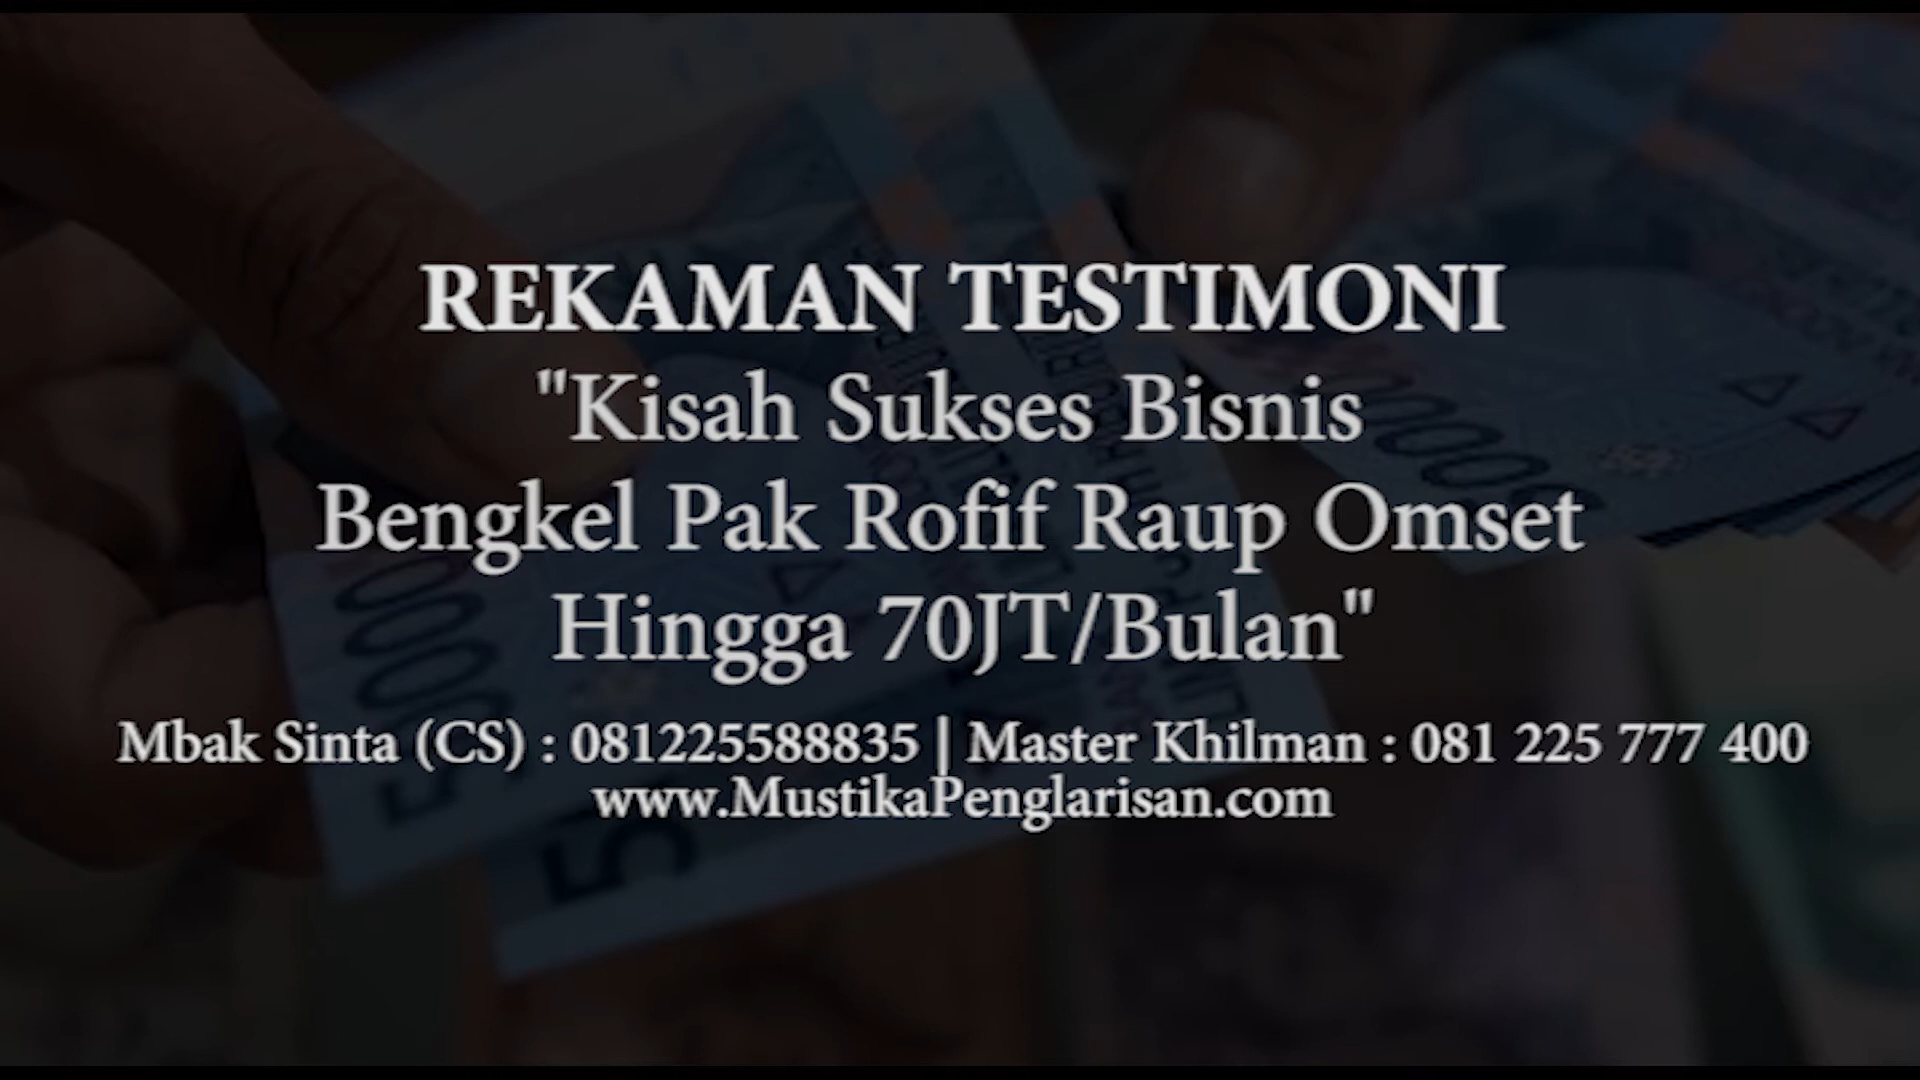 REKAMAN TESTIMONI
"Kisah Sukses Bisnis
Bengkel Pak Rofif Raup Omset
Hingga 70JT/Bulan"
Mbak Sinta (CS) : 081225588835 | Master Khilman : 081 225 777 400
www.MustikaPenglarisan.com